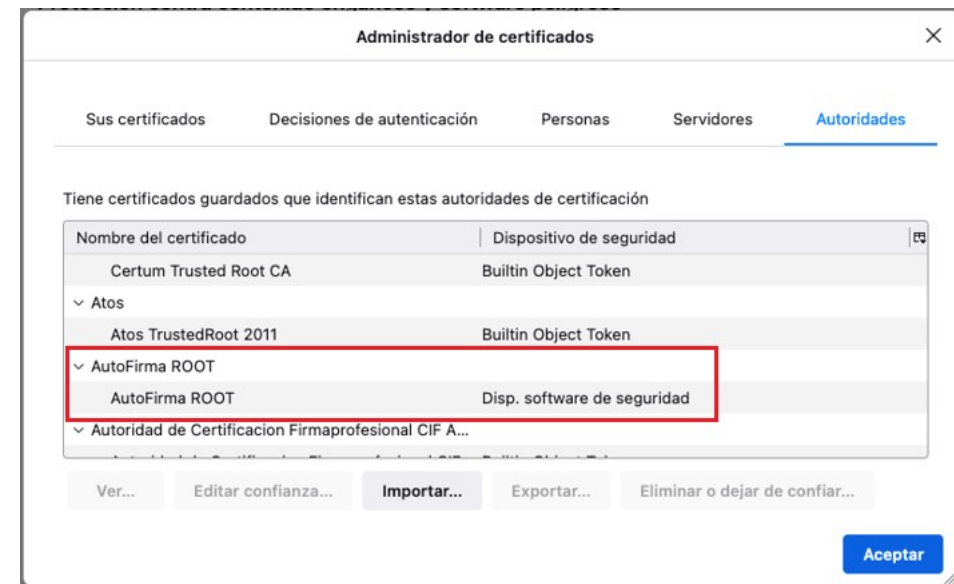 Administrador de certificados
Sus certificados Decisiones de autenticación Personas Servidores Autoridades
Tiene certificados guardados que identifican estas autoridades de certificación
Nombre del certificado Dispositivo de seguridad
Certum Trusted Root CA Builtin Object Token
Atos
Atos TrustedRoot 2011 Builtin Object Token
AutoFirma ROOT
AutoFirma ROOT Disp. software de seguridad
Autoridad de Certificacion Firmaprofesional CIF A...
Ver... Editar confianza... Importar... Exportar... Eliminar o dejar de confiar...
Aceptar